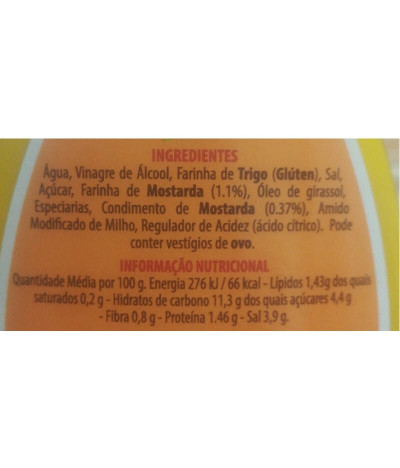 INGREDIENTES
Água, Vinagre de Álcool, Farinha de Trigo (Glúten), Sal,
Açúcar, Farinha de Mostarda (1.1%), Óleo de girassol,
Especiarias, Condimento de Mostarda (0.37%), Amido
Modificado de Milho, Regulador de Acidez (ácido cítrico). Pode
conter vestígios de ovo.
INFORMAÇÃO NUTRICIONAL
Quantidade Média por 100 g. Energia 276 kJ / 66 kcal - Lípidos 1,43g dos quais
saturados 0,2 g - Hidratos de carbono 11,3 g dos quais açúcares 4,4 g
- Fibra 0,8 g - Proteína 1.46 g - Sal 3,9 g.